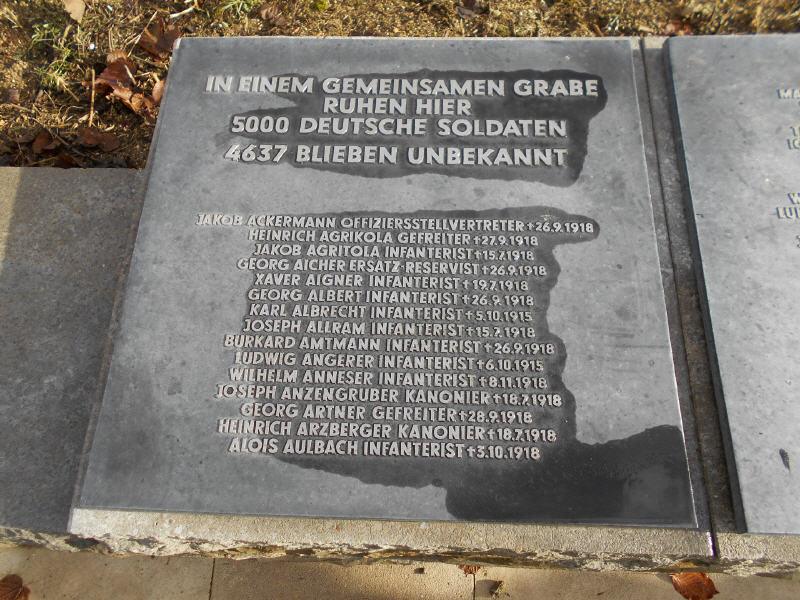 IN EINEM GEMEINSAMEN GRABE
RUHEN HIER
5000 DEUTSCHE SOLDATEN
4637 BLIEBEN UNBEKANNT
JAKOB ACKERMANN OFFIZIERSSTELLVERTRETER + 26.9.1918
HEINRICH AGRIKOLA GEFREITER + 27.9.1918
JAKOB AGRITOLA INFANTERIST + 15.7.1918
GEORG AICHER ERSATZ-RESERVIST + 26.9.1918
XAVER AIGNER INFANTERIST + 19.7.1918
GEORG ALBERT INFANTERIST + 26.9.1918
KARL ALBRECHT INFANTERIST + 5.10.1915
JOSEPH ALLRAM INFANTERIST + 15.7.1918
BURKARD AMTMANN INFANTERIST + 26.9.1918
LUDWIG ANGERER INFANTERIST + 6.10.1915
WILHELM ANNESER INFANTERIST + 8.11.1918
JOSEPH ANZENGRUBER KANONIER + 18.7.1918
GEORG ARTNER GEFREITER + 28.9.1918
HEINRICH ARZBERGER KANONIER + 18.7.1918
ALOIS AULBACH INFANTERIST + 3.10.1918